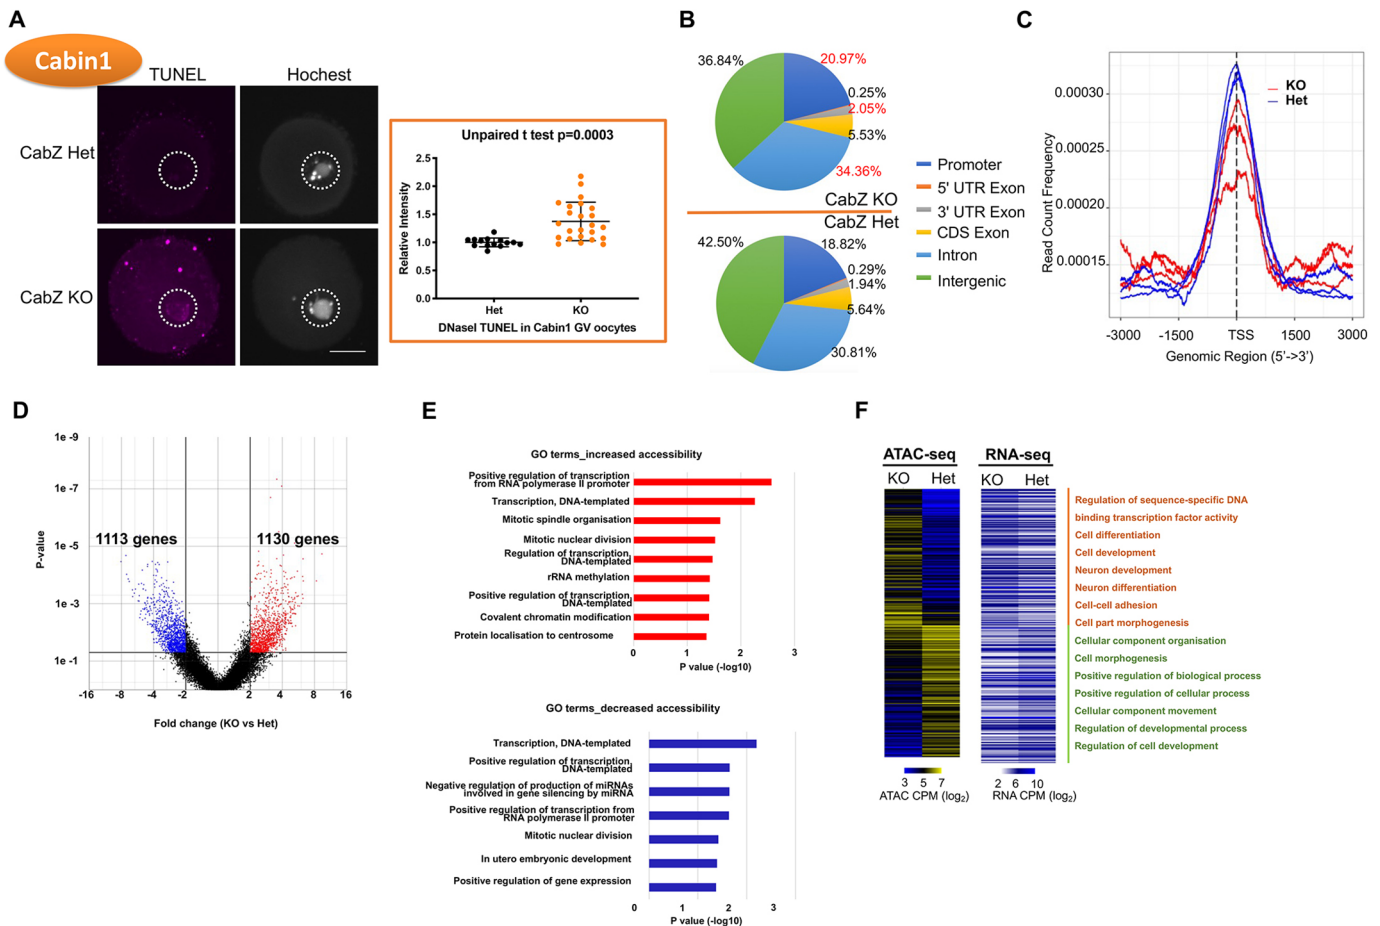 A
Cabin1
TUNEL
Hochest
CabZ Het
CabZ KO
Unpaired t test p=0.0003
Relative Intensity
2.5
2.0
1.5
1.0
0.5
0.0
Het
KO
DNaseI TUNEL in Cabin1 GV oocytes
B
36.84%
20.97%
0.25%
2.05%
5.53%
34.36%
CabZ KO
CabZ Het
42.50%
18.82%
0.29%
1.94%
5.64%
30.81%
Promoter
5' UTR Exon
3' UTR Exon
CDS Exon
Intron
Intergenic
C
Read Count Frequency
0.00030
0.00025
0.00020
0.00015
KO
Het
-3000
-1500
TSS
1500
3000
Genomic Region (5'->3')
D
P-value
1e -9
1e -7
1e -5
1e -3
1e -1
1113 genes
1130 genes
-16
-8
-4
-2
2
4
8
16
Fold change (KO vs Het)
E
GO terms_increased accessibility
Positive regulation of transcription
from RNA polymerase II promoter
Transcription, DNA-templated
Mitotic spindle organisation
Mitotic nuclear division
Regulation of transcription,
DNA-templated
rRNA methylation
Positive regulation of transcription,
DNA-templated
Covalent chromatin modification
Protein localisation to centrosome
0
1
2
3
P value (-log10)
GO terms_decreased accessibility
Transcription, DNA-templated
Positive regulation of transcription,
DNA-templated
Negative regulation of production of miRNAs
involved in gene silencing by miRNA
Positive regulation of transcription from
RNA polymerase II promoter
Mitotic nuclear division
In utero embryonic development
Positive regulation of gene expression
0
1
2
3
P value (-log10)
F
ATAC-seq
RNA-seq
KO
Het
KO
Het
Regulation of sequence-specific DNA
binding transcription factor activity
Cell differentiation
Cell development
Neuron development
Neuron differentiation
Cell-cell adhesion
Cell part morphogenesis
Cellular component organisation
Cell morphogenesis
Positive regulation of biological process
Positive regulation of cellular process
Cellular component movement
Regulation of developmental process
Regulation of cell development
3 5 7
ATAC CPM (log2)
2 6 10
RNA CPM (log2)